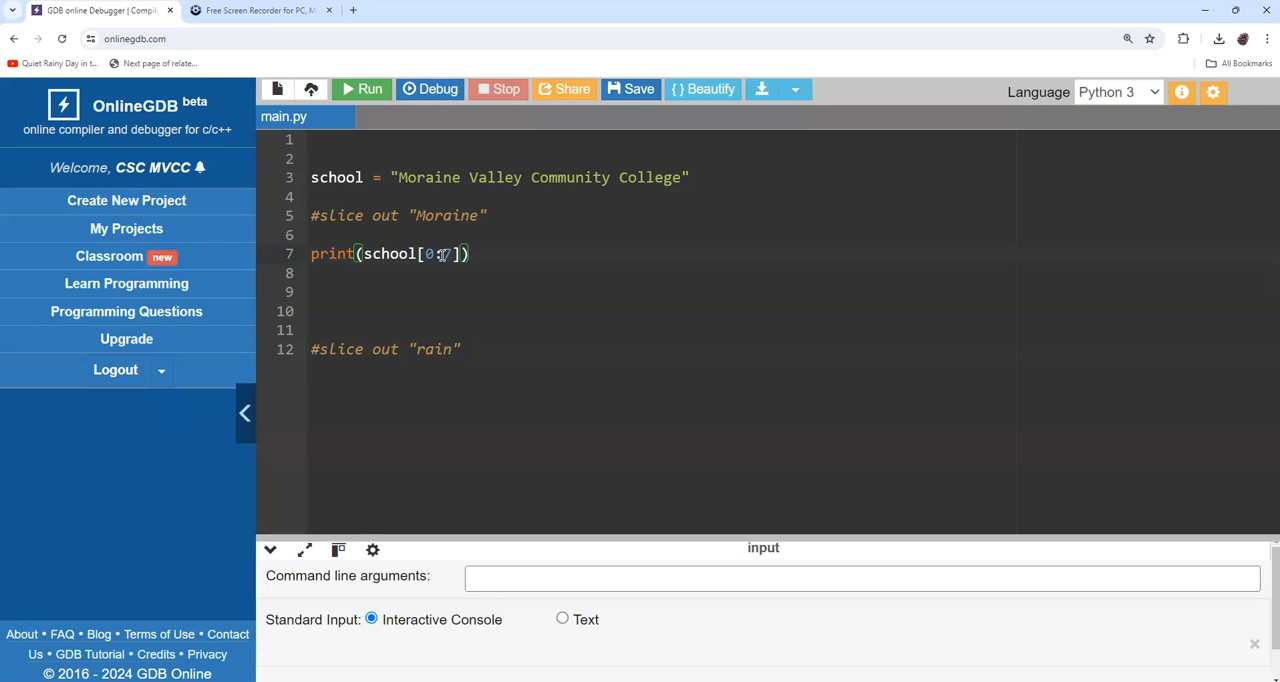 GDB online Debugger | Compil
Free Screen Recorder for PC, M
onlinegdb.com
Quiet Rainy Day in t...
Next page of relate...
All Bookmarks
OnlineGDB beta
online compiler and debugger for c/c++
Welcome, CSC MVCC
Create New Project
My Projects
Classroom new
Learn Programming
Programming Questions
Upgrade
Logout
About • FAQ • Blog • Terms of Use • Contact
Us • GDB Tutorial • Credits • Privacy
© 2016 - 2024 GDB Online
Run Debug Stop Share Save { } Beautify
Language Python 3
main.py
1
2
3 school = "Moraine Valley Community College"
4
5 #slice out "Moraine"
6
7 print(school[0:7])
8
9
10
11
12 #slice out "rain"
input
Command line arguments:
Standard Input: Interactive Console Text